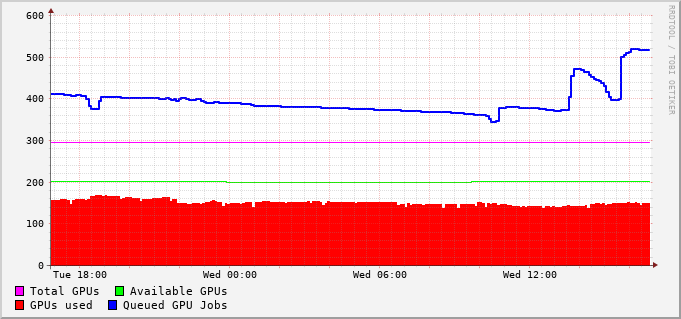 RRDTOOL / TOBI OETIKER
600
500
400
300
200
100
0
Tue 18:00 Wed 00:00 Wed 06:00 Wed 12:00
Total GPUs Available GPUs
GPUs used Queued GPU Jobs